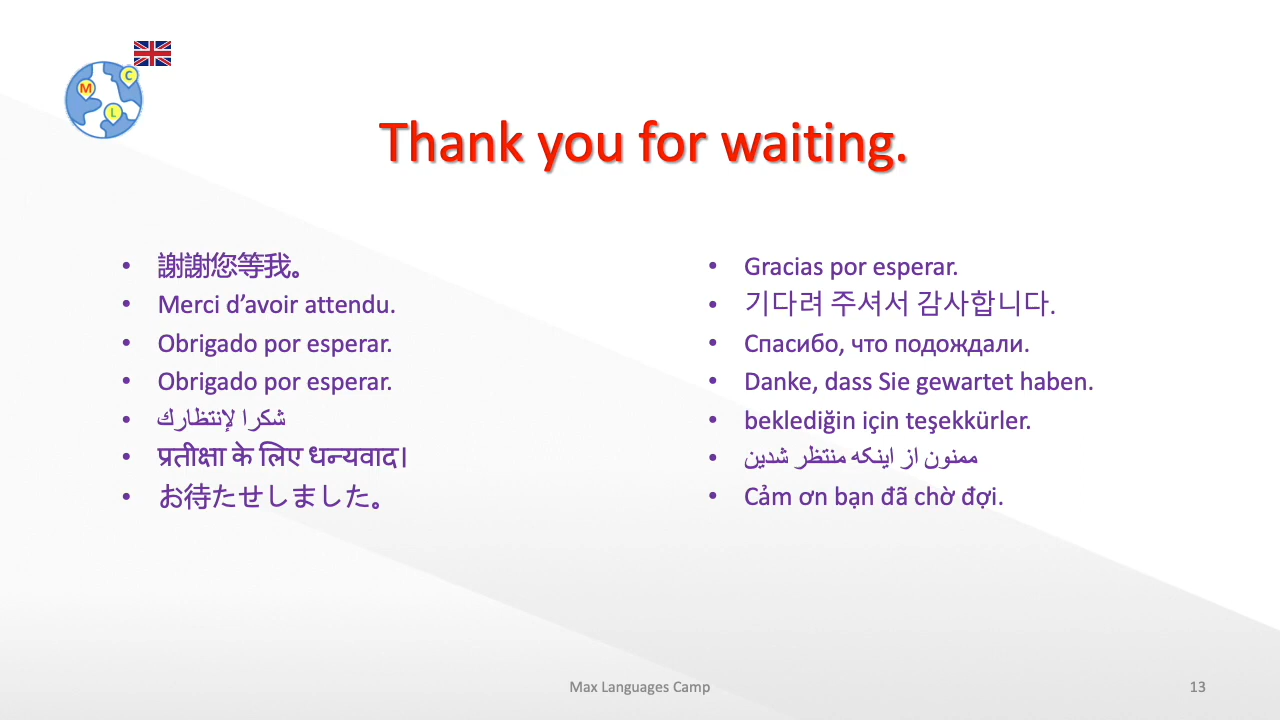 M
C
L
Thank you for waiting.
• 謝謝您等我。
• Merci d’avoir attendu.
• Obrigado por esperar.
• Obrigado por esperar.
• شكرا لإنتظارك
• प्रतीक्षा के लिए धन्यवाद।
• お待たせしました。
• Gracias por esperar.
• 기다려 주셔서 감사합니다.
• Спасибо, что подождали.
• Danke, dass Sie gewartet haben.
• beklediğin için teşekkürler.
• ممنون از اینکه منتظر شدین
• Cảm ơn bạn đã chờ đợi.
Max Languages Camp
13